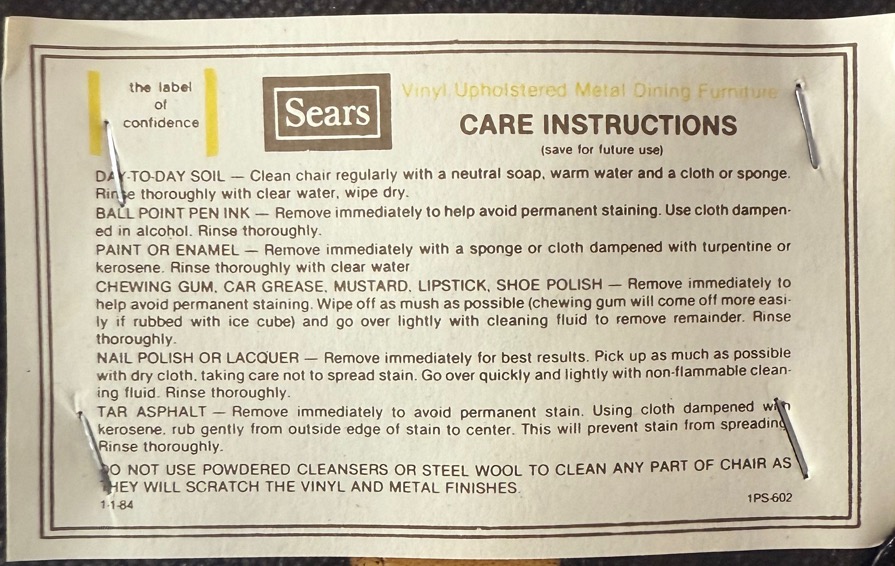 the label
of
confidence
Sears
Vinyl Upholstered Metal Dining Furniture
CARE INSTRUCTIONS
(save for future use)
DAY-TO-DAY SOIL — Clean chair regularly with a neutral soap, warm water and a cloth or sponge.
Rinse thoroughly with clear water, wipe dry.
BALL POINT PEN INK — Remove immediately to help avoid permanent staining. Use cloth dampen-
ed in alcohol. Rinse thoroughly.
PAINT OR ENAMEL — Remove immediately with a sponge or cloth dampened with turpentine or
kerosene. Rinse thoroughly with clear water
CHEWING GUM, CAR GREASE, MUSTARD, LIPSTICK, SHOE POLISH — Remove immediately to
help avoid permanent staining. Wipe off as mush as possible (chewing gum will come off more easi-
ly if rubbed with ice cube) and go over lightly with cleaning fluid to remove remainder. Rinse
thoroughly.
NAIL POLISH OR LACQUER — Remove immediately for best results. Pick up as much as possible
with dry cloth, taking care not to spread stain. Go over quickly and lightly with non-flammable clean-
ing fluid. Rinse thoroughly.
TAR ASPHALT — Remove immediately to avoid permanent stain. Using cloth dampened with
kerosene, rub gently from outside edge of stain to center. This will prevent stain from spreading
Rinse thoroughly.
DO NOT USE POWDERED CLEANSERS OR STEEL WOOL TO CLEAN ANY PART OF CHAIR AS
THEY WILL SCRATCH THE VINYL AND METAL FINISHES.
1-1-84
1PS-602